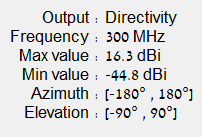 Output : Directivity
Frequency : 300 MHz
Max value : 16.3 dBi
Min value : -44.8 dBi
Azimuth : [-180° , 180°]
Elevation : [-90° , 90°]